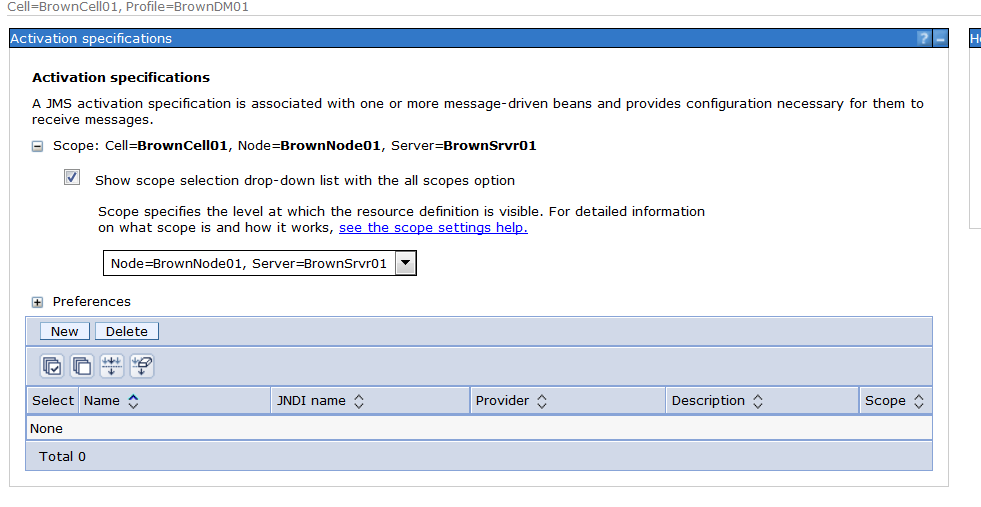 Cell=BrownCell01, Profile=BrownDM01
Activation specifications ? –
Activation specifications
A JMS activation specification is associated with one or more message-driven beans and provides configuration necessary for them to
receive messages.
Scope: Cell=BrownCell01, Node=BrownNode01, Server=BrownSrvr01
Show scope selection drop-down list with the all scopes option
Scope specifies the level at which the resource definition is visible. For detailed information
on what scope is and how it works, see the scope settings help.
Node=BrownNode01, Server=BrownSrvr01
Preferences
New Delete
Select Name JNDI name Provider Description Scope
None
Total 0